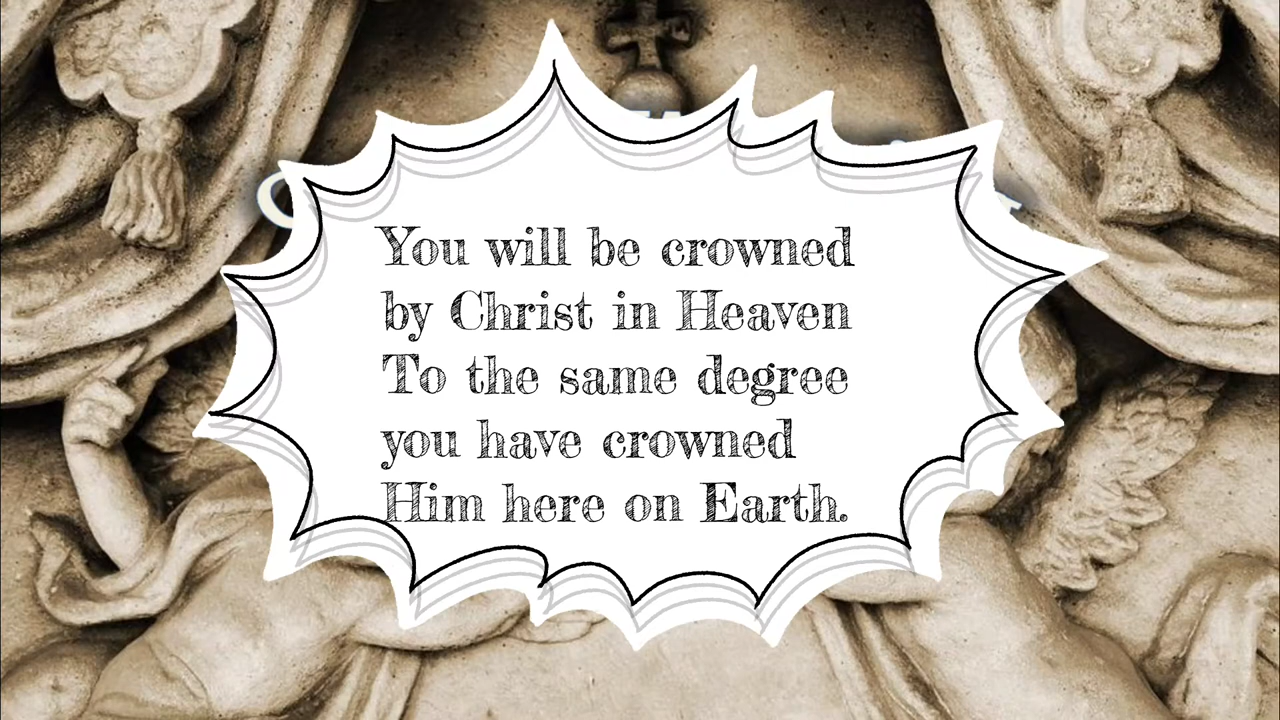 You will be crowned
by Christ in Heaven
To the same degree
you have crowned
Him here on Earth.